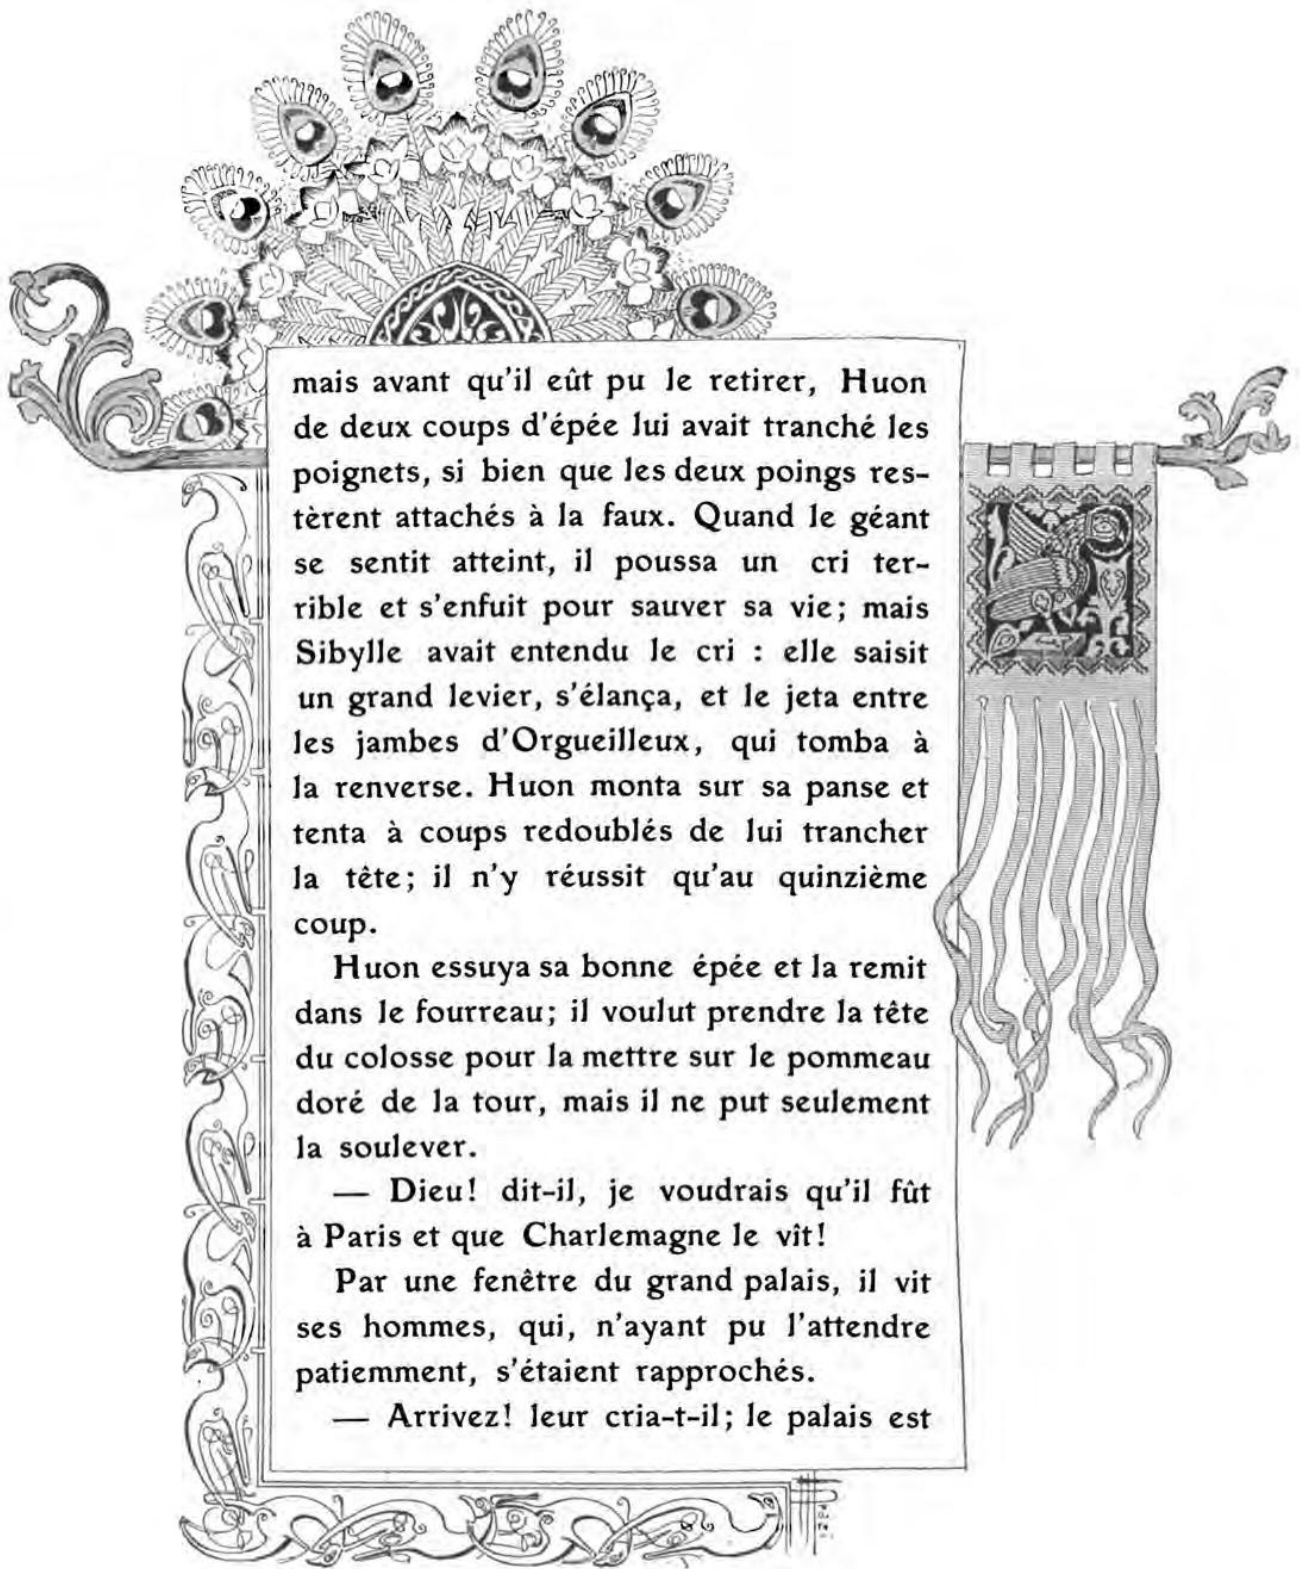 mais avant qu'il eût pu le retirer, Huon
de deux coups d'épée lui avait tranché les
poignets, si bien que les deux poings res-
tèrent attachés à la faux. Quand le géant
se sentit atteint, il poussa un cri ter-
rible et s'enfuit pour sauver sa vie; mais
Sibylle avait entendu le cri : elle saisit
un grand levier, s'élança, et le jeta entre
les jambes d'Orgueilleux, qui tomba à
la renverse. Huon monta sur sa panse et
tenta à coups redoublés de lui trancher
la tête; il n'y réussit qu'au quinzième
coup.
Huon essuya sa bonne épée et la remit
dans le fourreau; il voulut prendre la tête
du colosse pour la mettre sur le pommeau
doré de la tour, mais il ne put seulement
la soulever.
— Dieu! dit-il, je voudrais qu'il fût
à Paris et que Charlemagne le vît!
Par une fenêtre du grand palais, il vit
ses hommes, qui, n'ayant pu l'attendre
patiemment, s'étaient rapprochés.
— Arrivez! leur cria-t-il; le palais est